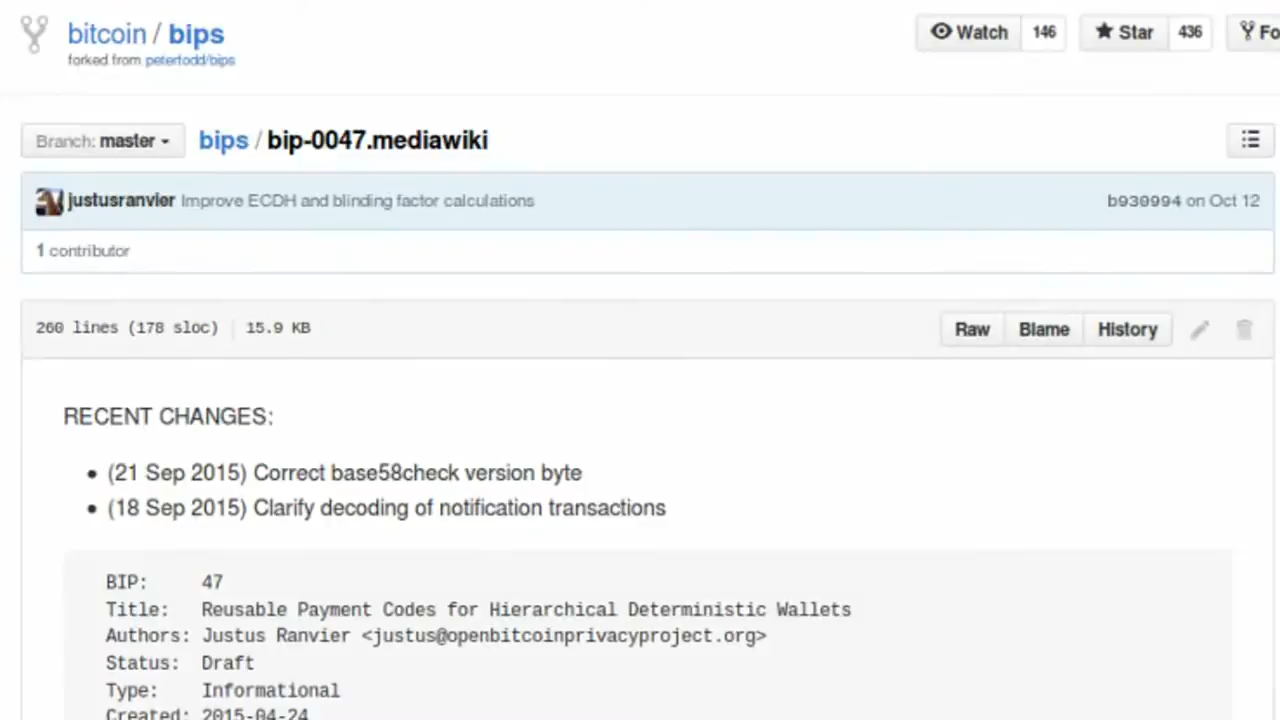 bitcoin / bips
forked from petertodd/bips
Watch 146 Star 436 Fo
Branch: master bips / bip-0047.mediawiki
justusranvier Improve ECDH and blinding factor calculations b930994 on Oct 12
1 contributor
260 lines (178 sloc) 15.9 KB Raw Blame History
RECENT CHANGES:
• (21 Sep 2015) Correct base58check version byte
• (18 Sep 2015) Clarify decoding of notification transactions
BIP: 47
Title: Reusable Payment Codes for Hierarchical Deterministic Wallets
Authors: Justus Ranvier <justus@openbitcoinprivacyproject.org>
Status: Draft
Type: Informational
Created: 2015-04-24